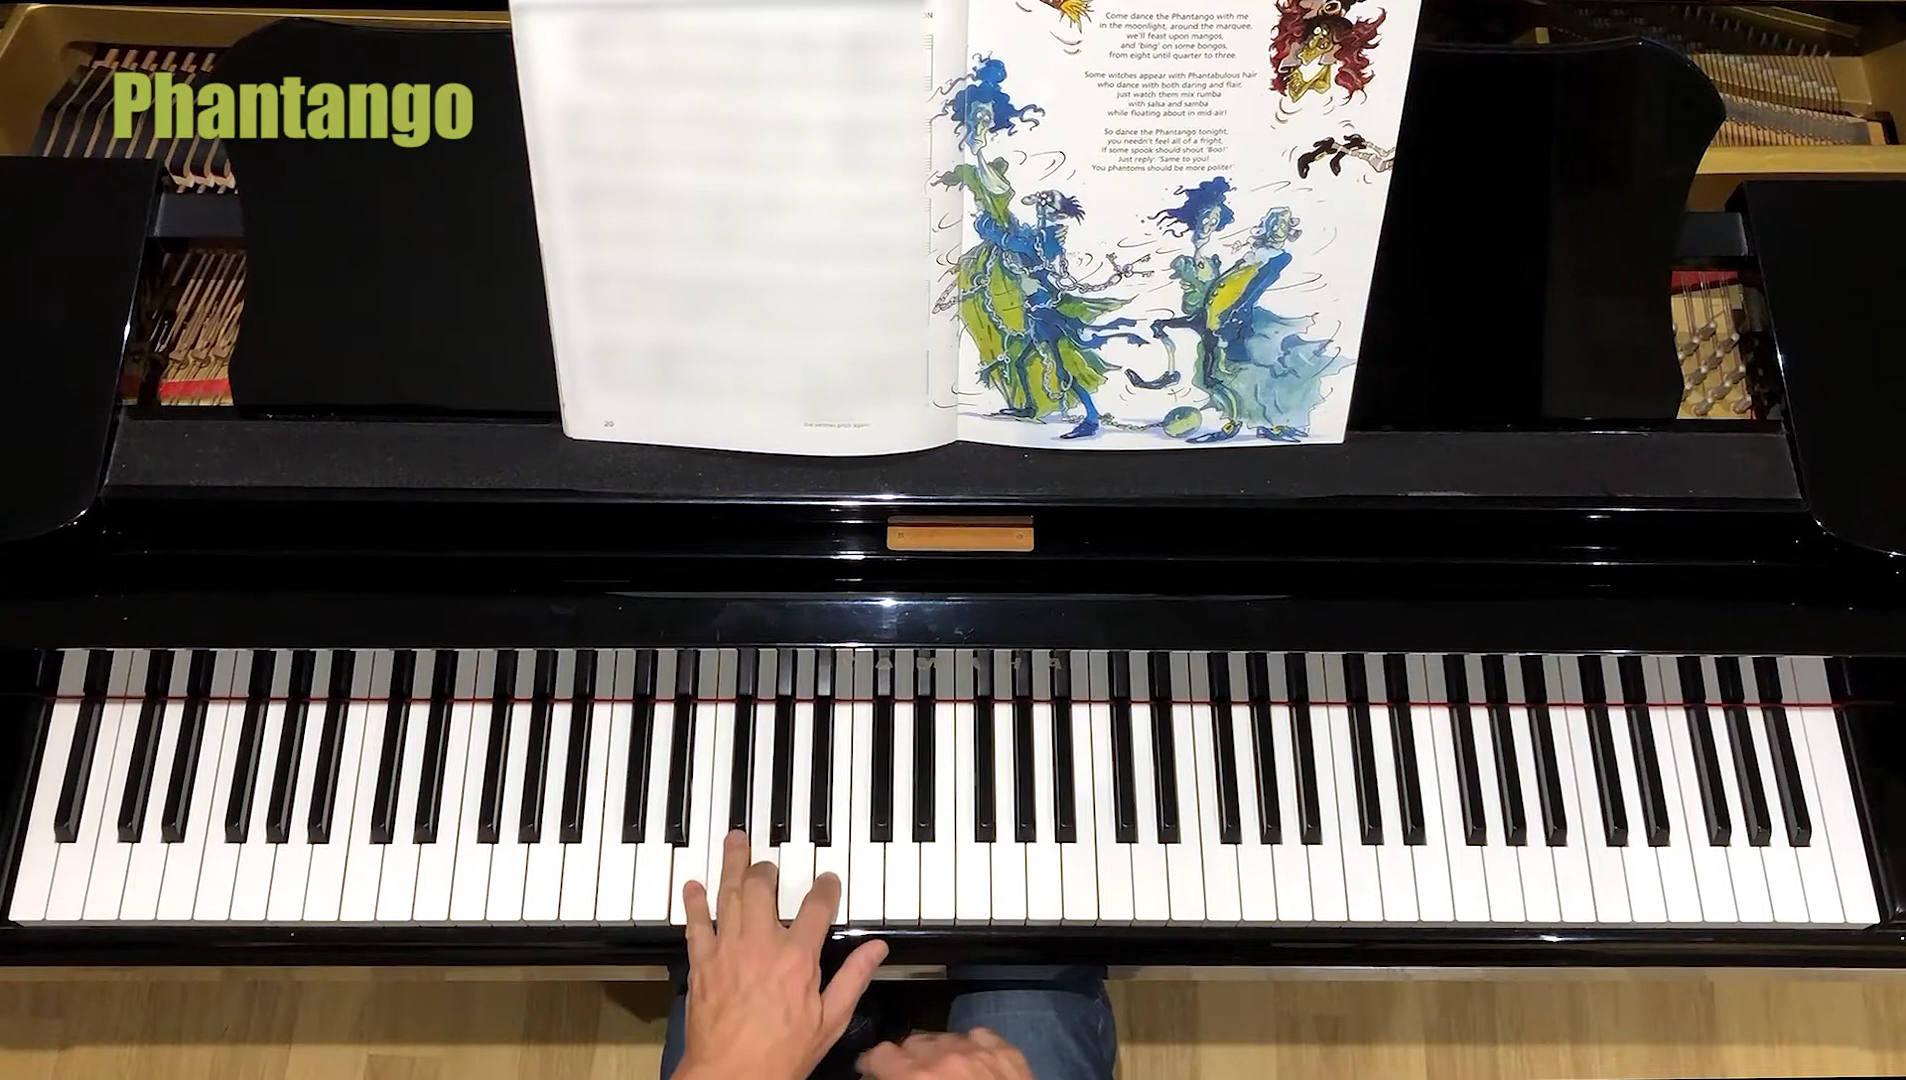 Phantango
Come dance the Phantango with me
in the moonlight, around the marquee,
we'll feast upon mangos,
and 'bing' on some bongos,
from eight until quarter to three.
Some witches appear with Phantabulous hair
who dance with both daring and flair,
just watch them mix rumba
with salsa and samba
while floating about in mid-air!
So dance the Phantango tonight,
you needn't feel all of a fright,
If some spook should shout 'Boo!'
Just reply: 'Same to you!
You phantoms should be more polite!'
20
YAMAHA